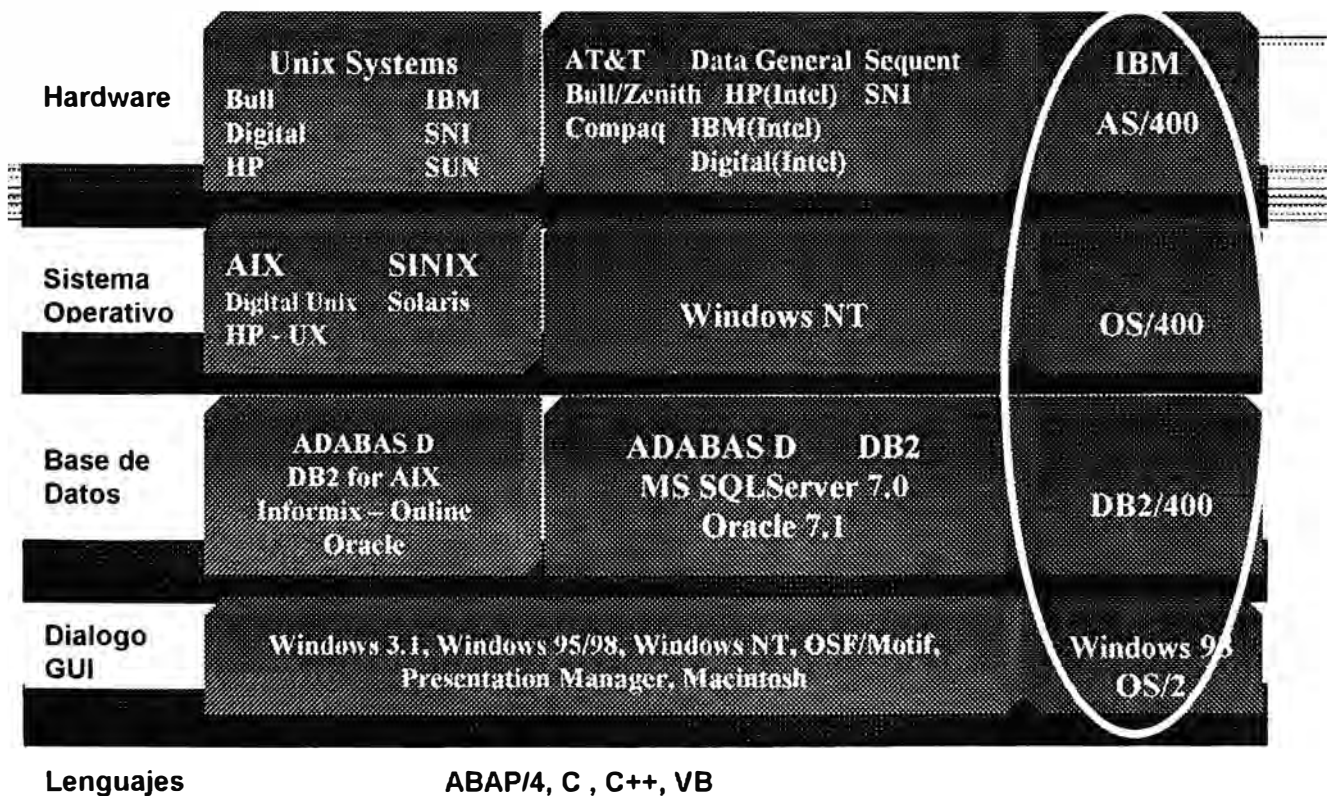 Hardware
Unix Systems
Bull IBM
Digital SNI
HP SUN
AT&T Data General Sequent
Bull/Zenith HP(Intel) SNI
Compaq IBM(Intel)
Digital(Intel)
IBM
AS/400
Sistema
Operativo
AIX SINIX
Digital Unix Solaris
HP - UX
Windows NT
OS/400
Base de
Datos
ADABAS D
DB2 for AIX
Informix – Online
Oracle
ADABAS D DB2
MS SQLServer 7.0
Oracle 7.1
DB2/400
Dialogo
GUI
Windows 3.1, Windows 95/98, Windows NT, OSF/Motif,
Presentation Manager, Macintosh
Windows 98
OS/2
Lenguajes ABAP/4, C , C++, VB